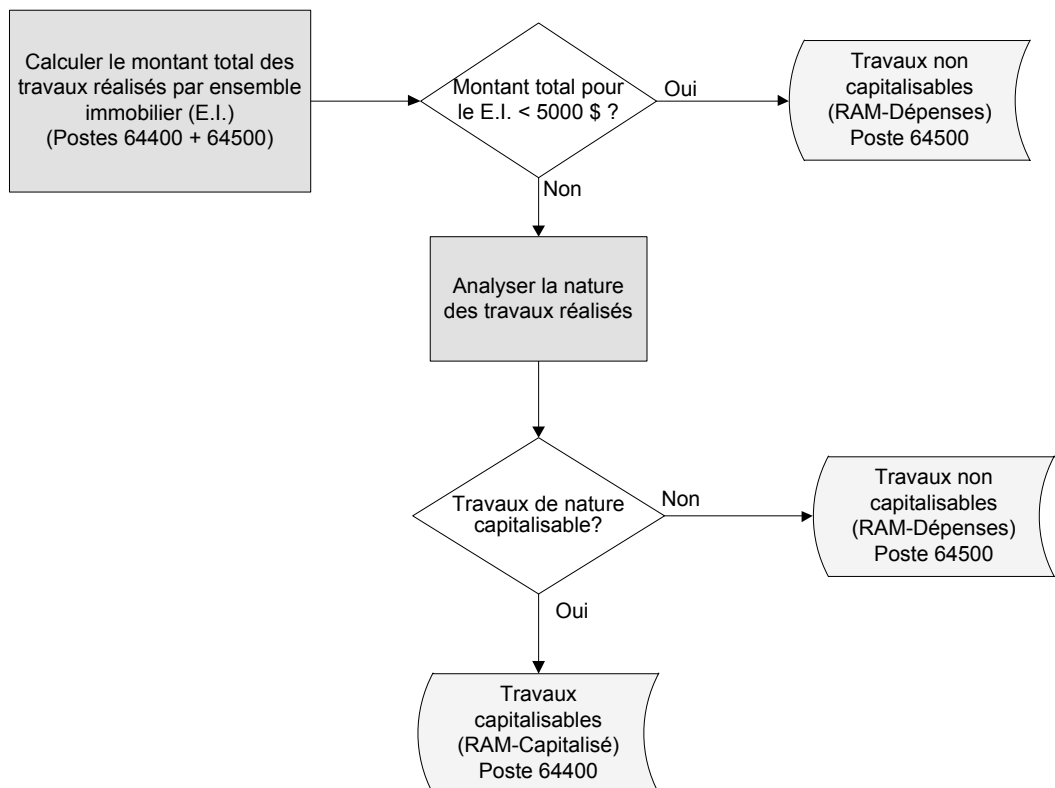 Calculer le montant total des
travaux réalisés par ensemble
immobilier (E.I.)
(Postes 64400 + 64500)
Montant total pour
le E.I. < 5000 $ ?
Oui
Travaux non
capitalisables
(RAM-Dépenses)
Poste 64500
Non
Analyser la nature
des travaux réalisés
Travaux de nature
capitalisable?
Non
Travaux non
capitalisables
(RAM-Dépenses)
Poste 64500
Oui
Travaux
capitalisables
(RAM-Capitalisé)
Poste 64400